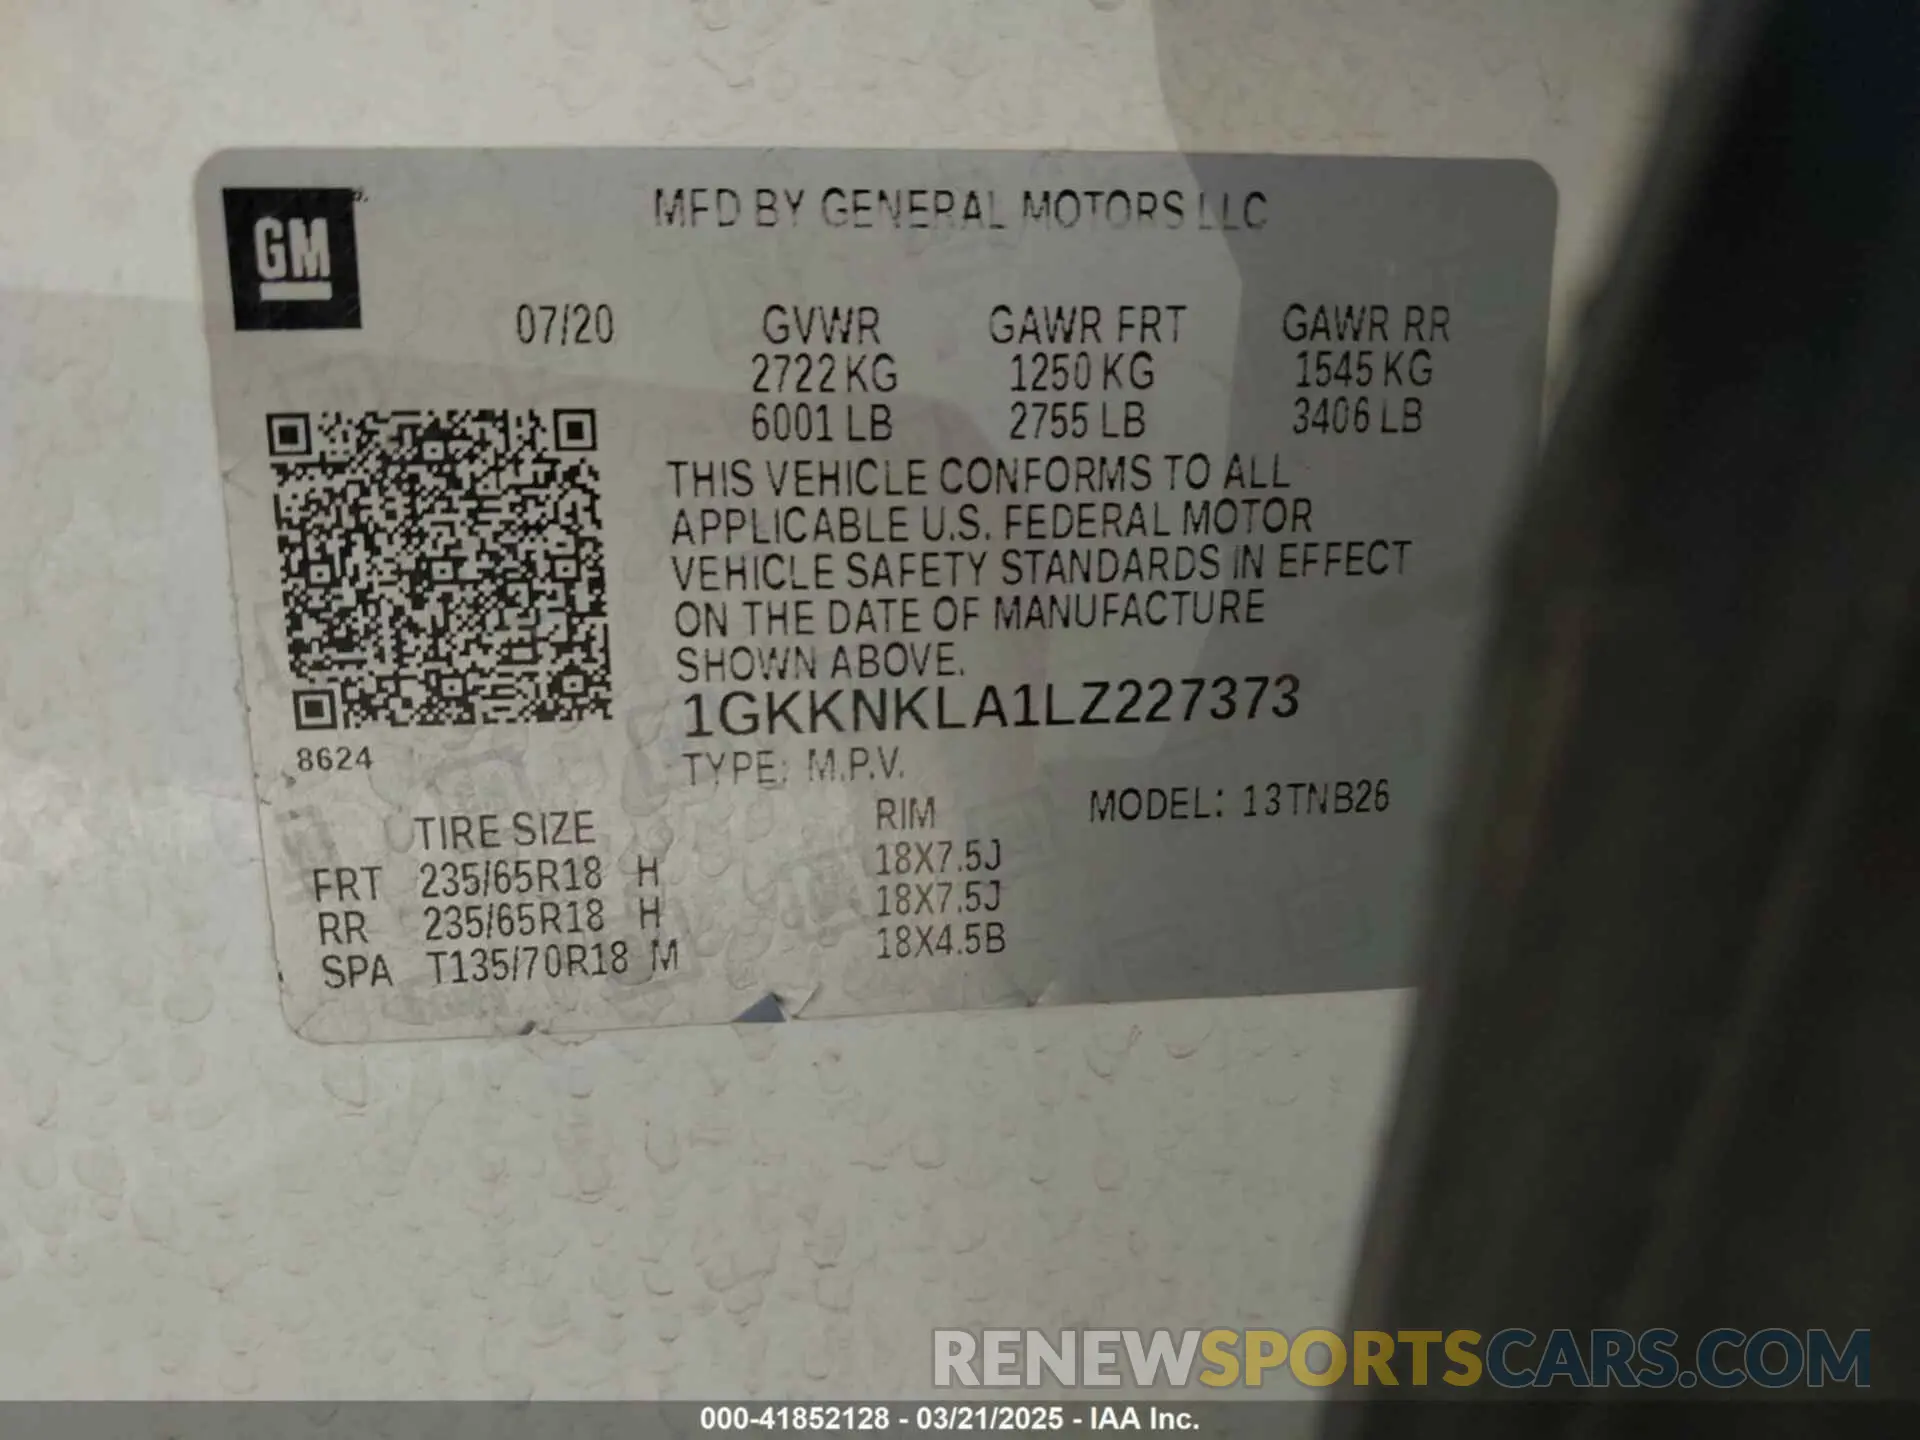 MFD BY GENERAL MOTORS LLC
GM
07/20 GVWR GAWR FRT GAWR RR
2722 KG 1250 KG 1545 KG
6001 LB 2755 LB 3406 LB
THIS VEHICLE CONFORMS TO ALL
APPLICABLE U.S. FEDERAL MOTOR
VEHICLE SAFETY STANDARDS IN EFFECT
ON THE DATE OF MANUFACTURE
SHOWN ABOVE.
1GKKNKLA1LZ227373
8624
TYPE: M.P.V.
TIRE SIZE RIM MODEL: 13TNB26
FRT 235/65R18 H 18X7.5J
RR 235/65R18 H 18X7.5J
SPA T135/70R18 M 18X4.5B
RENEWSPORTSCARS.COM
000-41852128 - 03/21/2025 - IAA Inc.